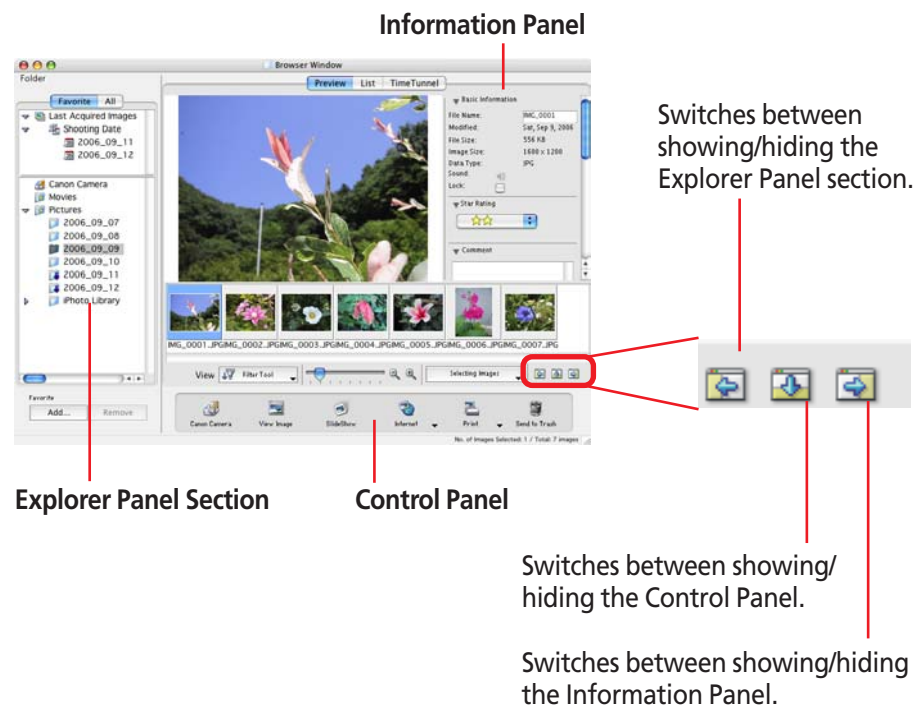 Information Panel
Browser Window
Folder
Preview List TimeTunnel
Favorite All
Last Acquired Images
Shooting Date
2006_09_11
2006_09_12
Canon Camera
Movies
Pictures
2006_09_07
2006_09_08
2006_09_09
2006_09_10
2006_09_11
2006_09_12
iPhoto Library
Basic Information
File Name: IMG_0001
Modified: Sat, Sep 9, 2006
File Size: 556 KB
Image Size: 1600 x 1200
Data Type: JPG
Sound:
Lock:
Star Rating
Comment
Switches between
showing/hiding the
Explorer Panel section.
IMG_0001.JPG IMG_0002.JPG IMG_0003.JPG IMG_0004.JPG IMG_0005.JPG IMG_0006.JPG IMG_0007.JPG
View Filter Tool Selecting Images
Favorite
Add... Remove
Canon Camera View Image SlideShow Internet Print Send to Trash
No. of Images Selected: 1 / Total: 7 images
Explorer Panel Section
Control Panel
Switches between showing/
hiding the Control Panel.
Switches between showing/hiding
the Information Panel.